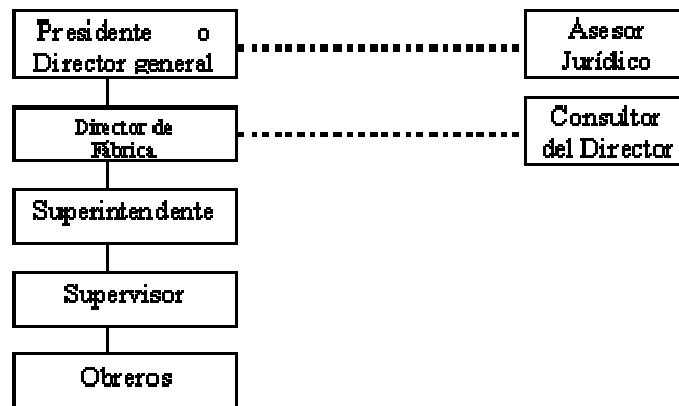 Presidente o
Director general
Asesor
Jurídico
Director de
Fábrica
Consultor
del Director
Superintendente
Supervisor
Obreros